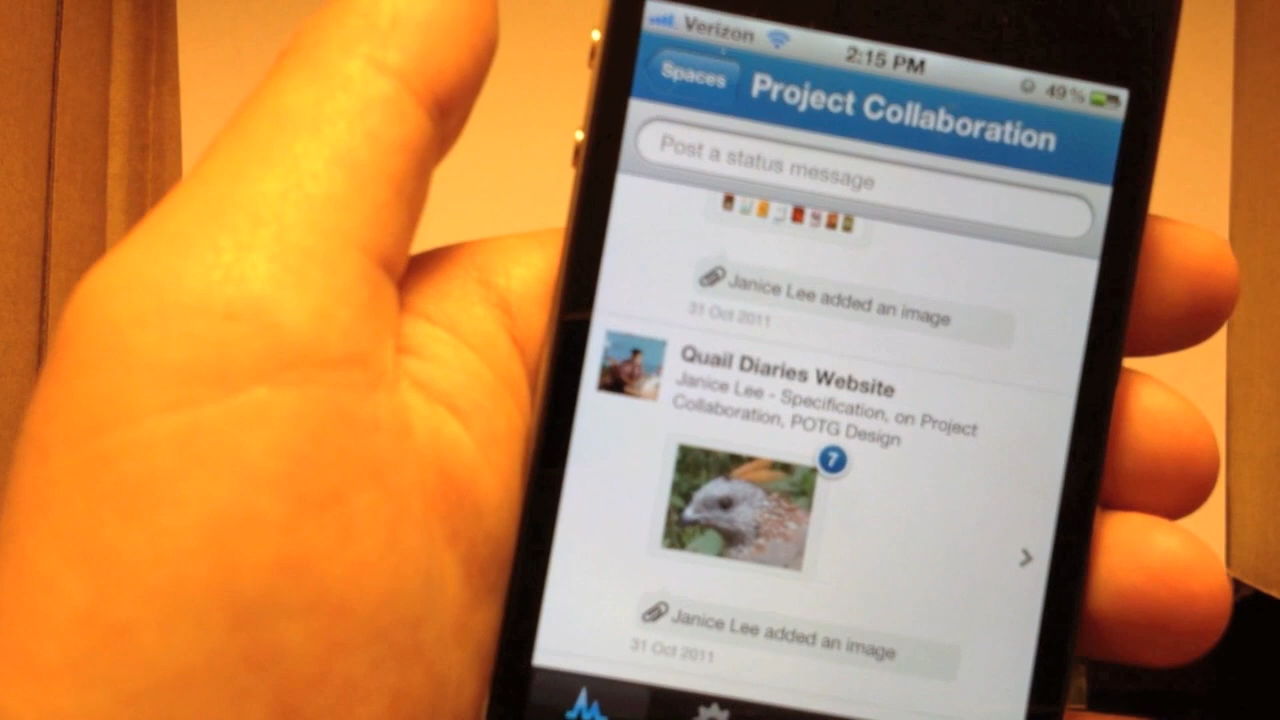 Verizon 2:15 PM 49%
Spaces Project Collaboration
Post a status message
Janice Lee added an image
31 Oct 2011
Quail Diaries Website
Janice Lee - Specification, on Project
Collaboration, POTG Design
7
Janice Lee added an image
31 Oct 2011